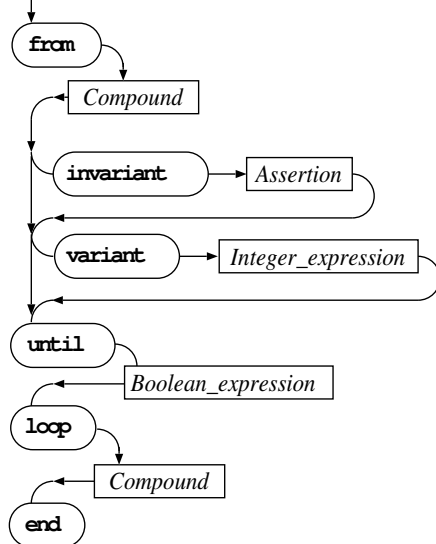 from
Compound
invariant
Assertion
variant
Integer_expression
until
Boolean_expression
loop
Compound
end